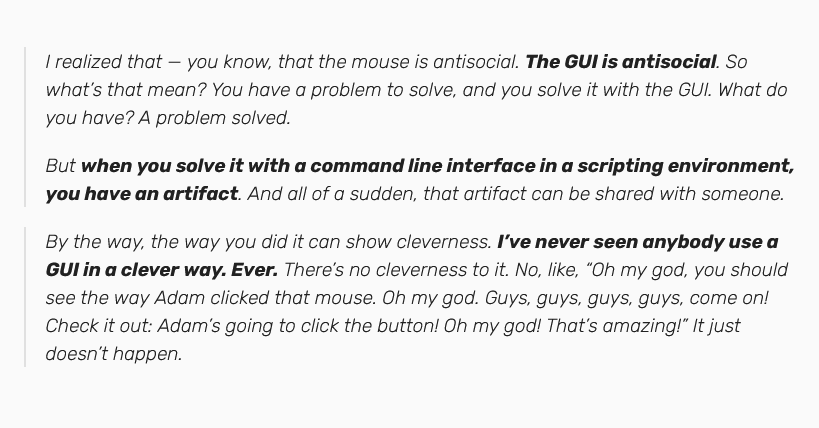 I realized that — you know, that the mouse is antisocial. The GUI is antisocial. So
what’s that mean? You have a problem to solve, and you solve it with the GUI. What do
you have? A problem solved.
But when you solve it with a command line interface in a scripting environment,
you have an artifact. And all of a sudden, that artifact can be shared with someone.
By the way, the way you did it can show cleverness. I’ve never seen anybody use a
GUI in a clever way. Ever. There’s no cleverness to it. No, like, “Oh my god, you should
see the way Adam clicked that mouse. Oh my god. Guys, guys, guys, guys, come on!
Check it out: Adam’s going to click the button! Oh my god! That’s amazing!” It just
doesn’t happen.